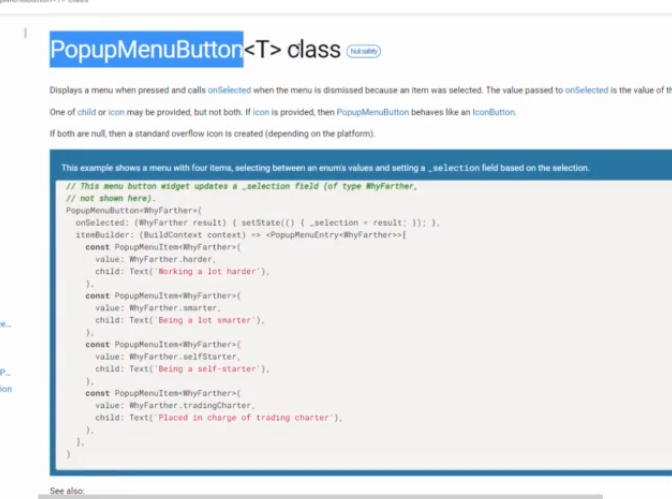 PopupMenuButton<T> class Null safety
Displays a menu when pressed and calls onSelected when the menu is dismissed because an item was selected. The value passed to onSelected is the value of
One of child or icon may be provided, but not both. If icon is provided, then PopupMenuButton behaves like an IconButton.
If both are null, then a standard overflow icon is created (depending on the platform).
This example shows a menu with four items, selecting between an enum's values and setting a _selection field based on the selection.
// This menu button widget updates a _selection field (of type WhyFarther,
// not shown here).
PopupMenuButton<WhyFarther>(
onSelected: (WhyFarther result) { setState(() { _selection = result; }); },
itemBuilder: (BuildContext context) => <PopupMenuEntry<WhyFarther>>[
const PopupMenuItem<WhyFarther>(
value: WhyFarther.harder,
child: Text('Working a lot harder'),
),
const PopupMenuItem<WhyFarther>(
value: WhyFarther.smarter,
child: Text('Being a lot smarter'),
),
const PopupMenuItem<WhyFarther>(
value: WhyFarther.selfStarter,
child: Text('Being a self-starter'),
),
const PopupMenuItem<WhyFarther>(
value: WhyFarther.tradingCharter,
child: Text('Placed in charge of trading charter'),
),
],
)
See also: